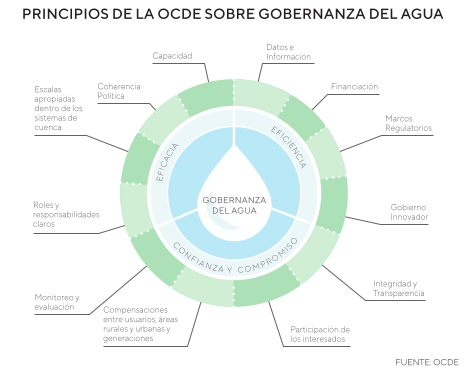 PRINCIPIOS DE LA OCDE SOBRE GOBERNANZA DEL AGUA
Capacidad
Datos e
Información
Coherencia
Política
Financiación
Escalas
apropiadas
dentro de los
sistemas de
cuenca
Marcos
Regulatorios
EFICACIA
EFICIENCIA
GOBERNANZA
DEL AGUA
Roles y
responsabilidades
claros
Gobierno
Innovador
CONFIANZA Y COMPROMISO
Monitoreo y
evaluación
Integridad y
Transparencia
Compensaciones
entre usuarios, áreas
rurales y urbanas y
generaciones
Participación de
los interesados
FUENTE: OCDE